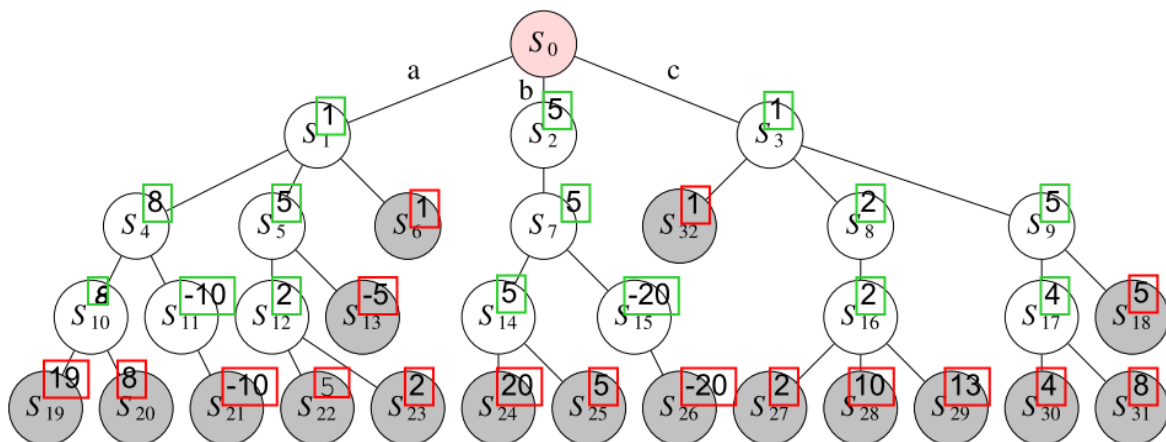 S0
a
b
c
S1 1
S2 5
S3 1
S4 8
S5 5
S6 1
S7 5
S32 1
S8 2
S9 5
S10 8
S11 -10
S12 2
S13 -5
S14 5
S15 -20
S16 2
S17 4
S18 5
S19 19
S20 8
S21 -10
S22 5
S23 2
S24 20
S25 5
S26 -20
S27 2
S28 10
S29 13
S30 4
S31 8